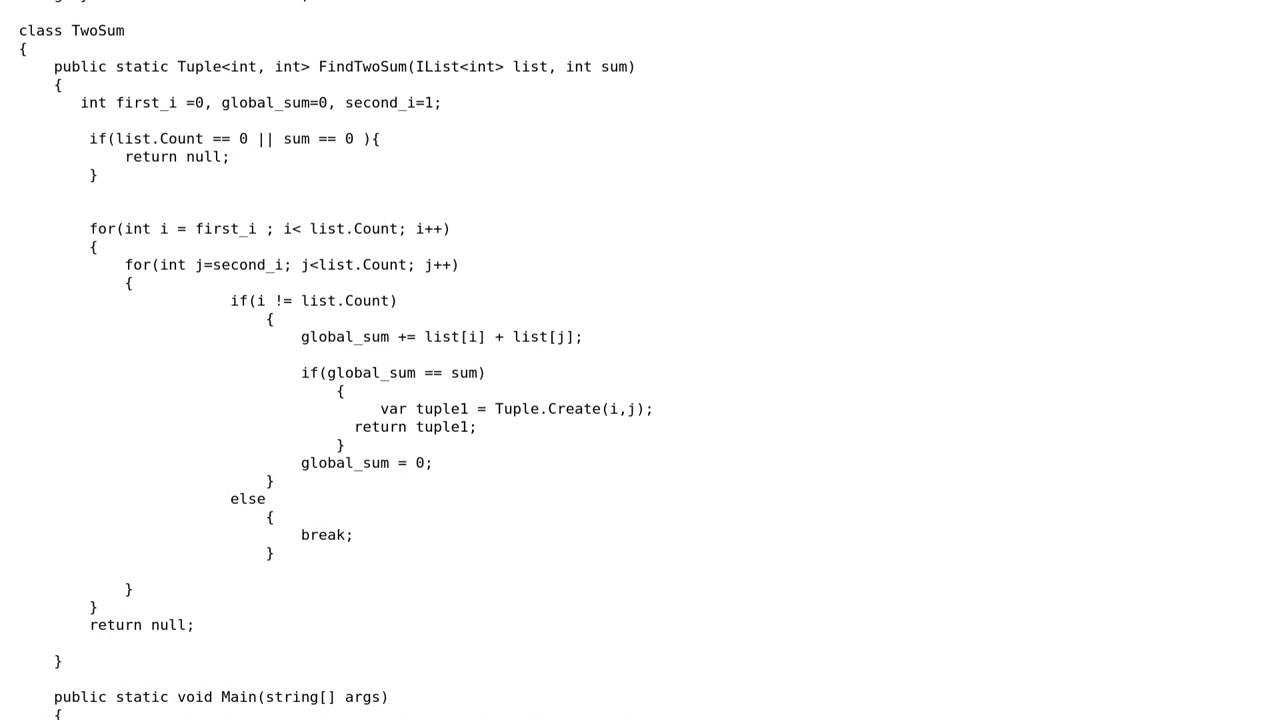 class TwoSum
{
    public static Tuple<int, int> FindTwoSum(IList<int> list, int sum)
    {
       int first_i =0, global_sum=0, second_i=1;

        if(list.Count == 0 || sum == 0 ){
            return null;
        }


        for(int i = first_i ; i< list.Count; i++)
        {
            for(int j=second_i; j<list.Count; j++)
            {
                        if(i != list.Count)
                            {
                                global_sum += list[i] + list[j];

                                if(global_sum == sum)
                                    {
                                         var tuple1 = Tuple.Create(i,j);
                                      return tuple1;
                                    }
                                global_sum = 0;
                            }
                        else
                            {
                                break;
                            }

            }
        }
        return null;

    }

    public static void Main(string[] args)
    {